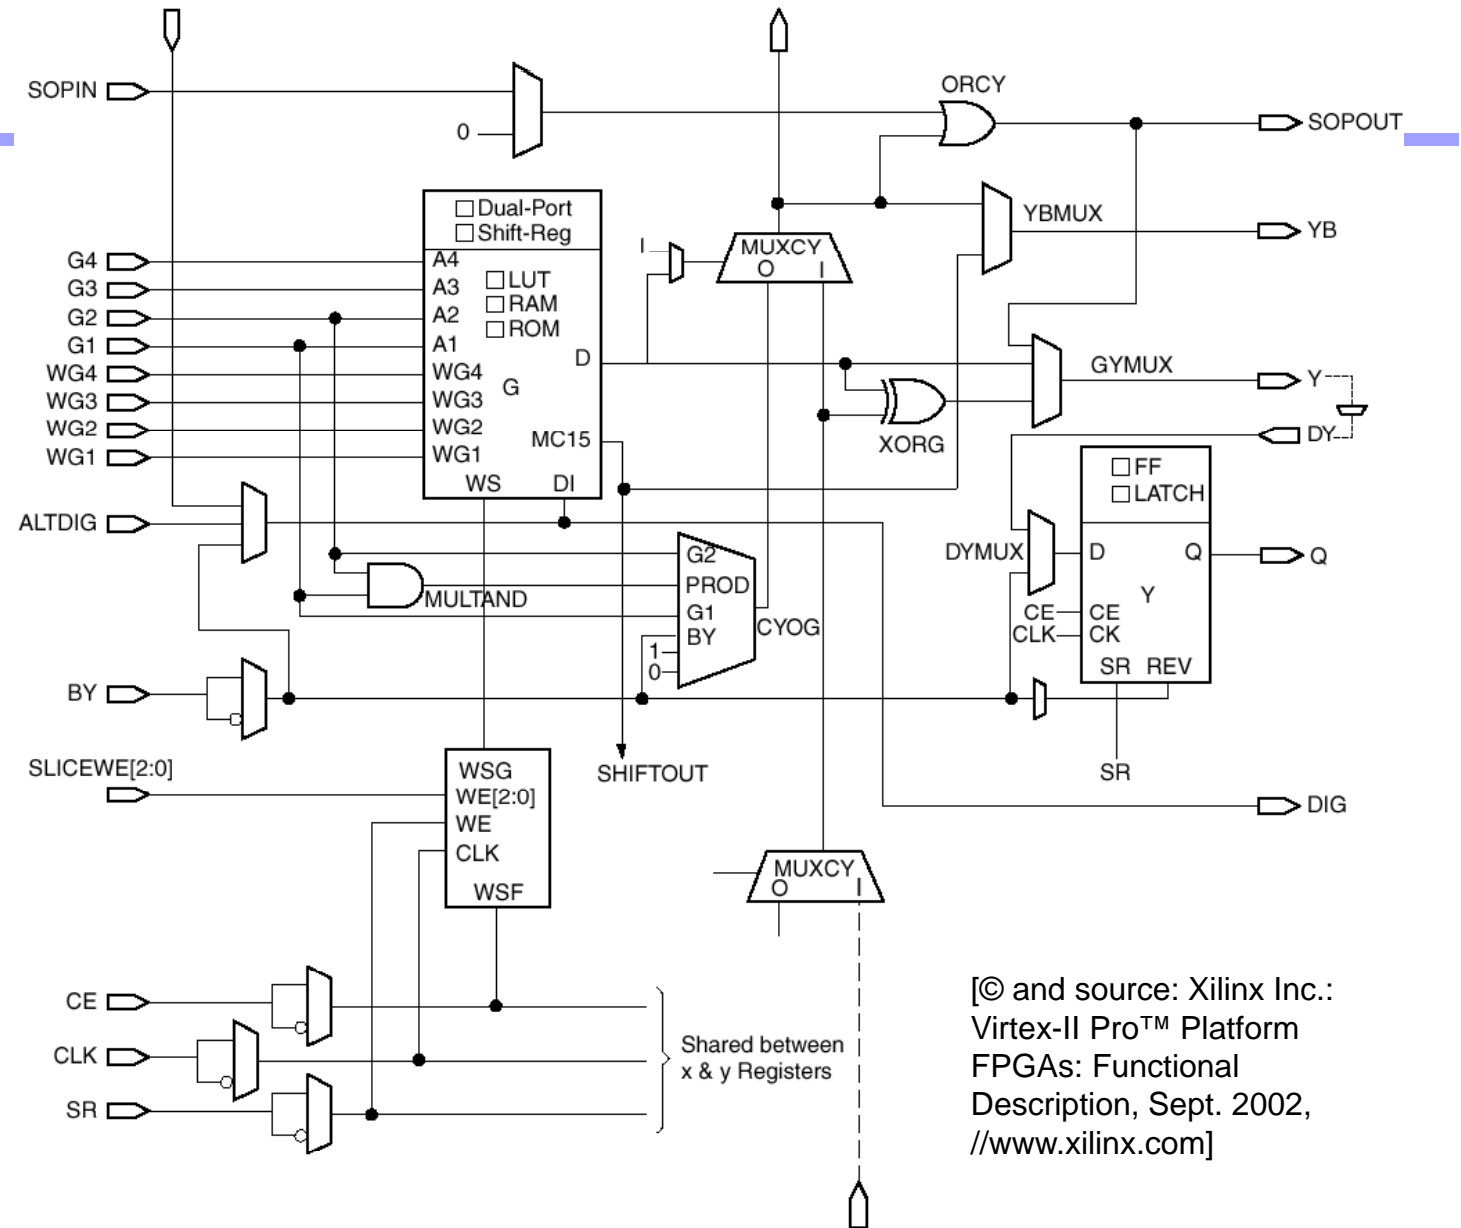 ORCY
SOPIN
0
SOPOUT
Dual-Port
Shift-Reg
YBMUX
YB
MUXCY
O I
I
G4
G3
G2
G1
WG4
WG3
WG2
WG1
A4
A3
A2
A1
WG4
WG3
WG2
WG1
LUT
RAM
ROM
D
G
MC15
WS DI
GYMUX
Y
DY
XORG
FF
LATCH
ALTDIG
DYMUX
D
Q
Q
Y
CE
CE
CLK
CK
SR REV
SR
G2
PROD
G1
BY
1
0
MULTAND
CYOG
BY
SLICEWE[2:0]
SHIFTOUT
WSG
WE[2:0]
WE
CLK
WSF
DIG
MUXCY
O I
CE
CLK
SR
Shared between
x & y Registers
[© and source: Xilinx Inc.:
Virtex-II Pro™ Platform
FPGAs: Functional
Description, Sept. 2002,
//www.xilinx.com]